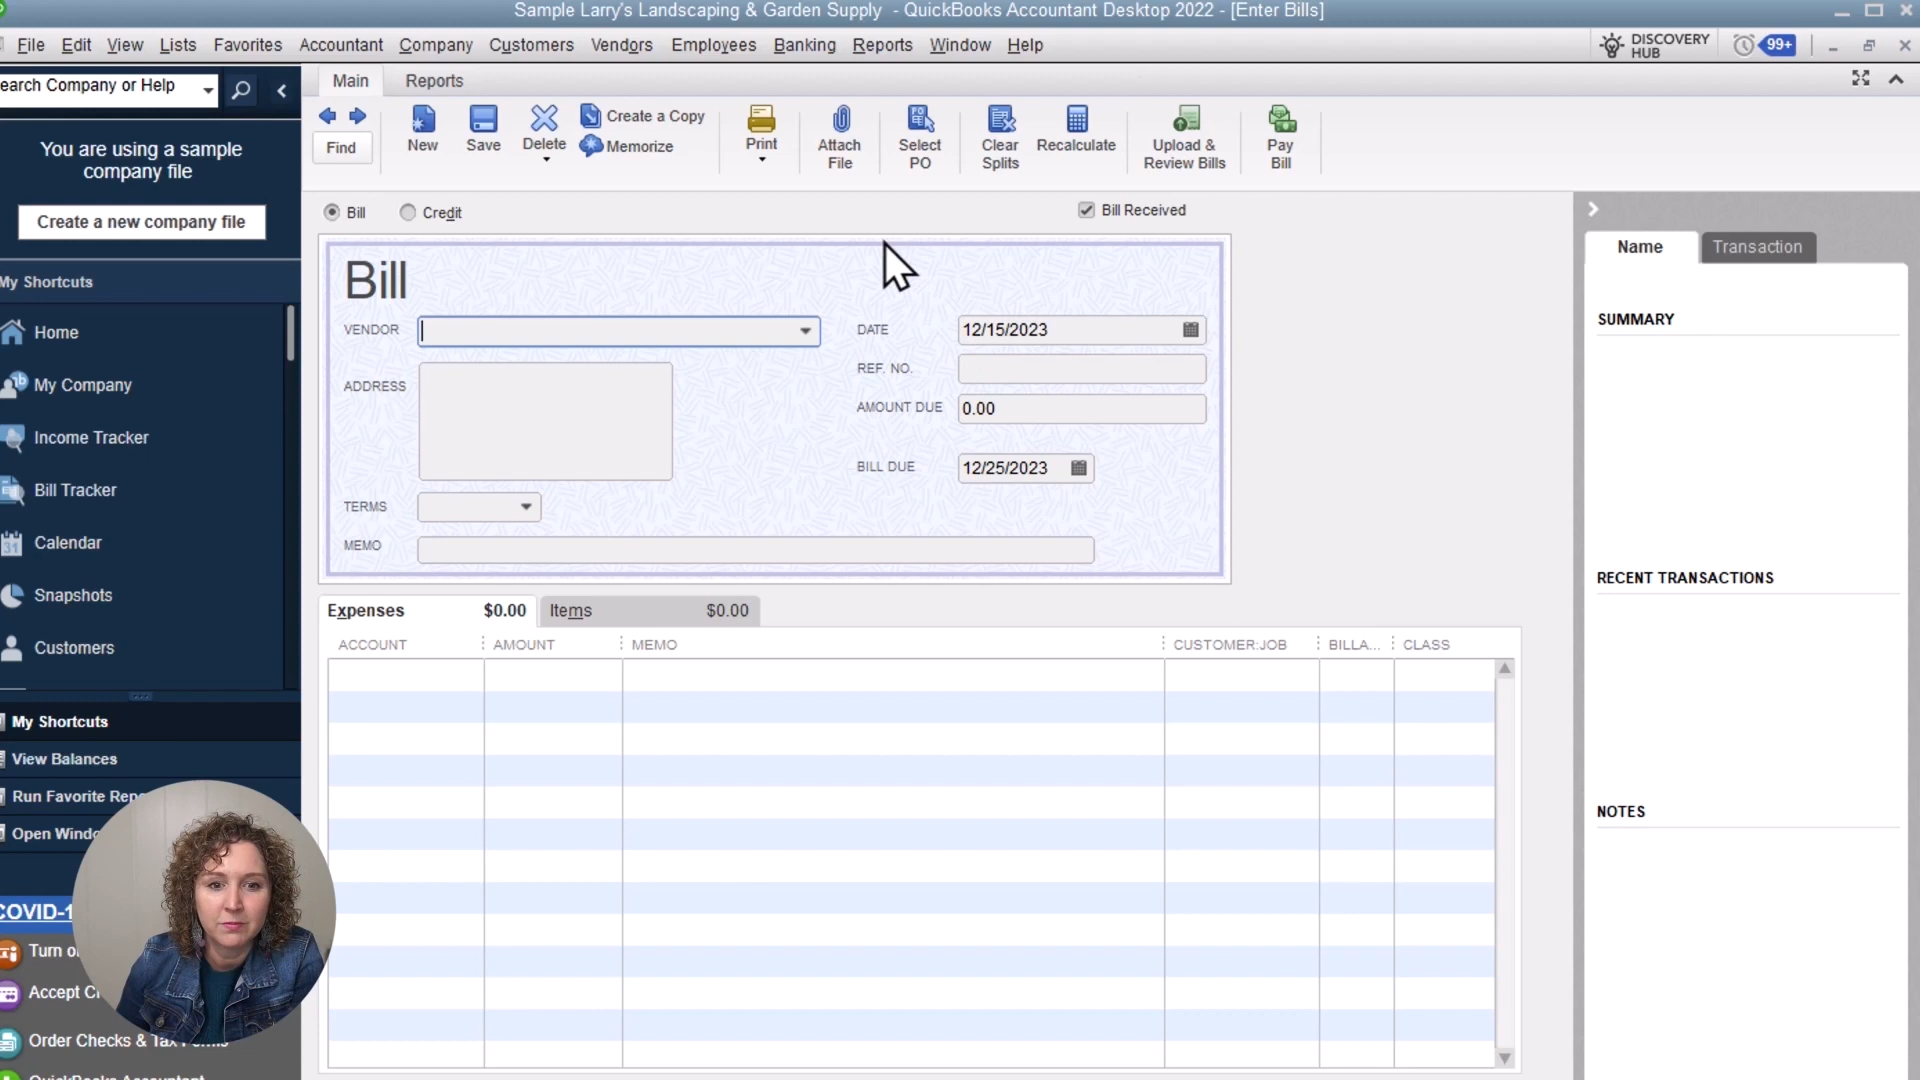 Sample Larry's Landscaping & Garden Supply - QuickBooks Accountant Desktop 2022 - [Enter Bills]
File Edit View Lists Favorites Accountant Company Customers Vendors Employees Banking Reports Window Help
DISCOVERY HUB
99+
earch Company or Help
Main Reports
Find
New
Save
Delete
Create a Copy
Memorize
Print
Attach File
Select PO
Clear Splits
Recalculate
Upload & Review Bills
Pay Bill
You are using a sample
company file
Create a new company file
My Shortcuts
Home
My Company
Income Tracker
Bill Tracker
31
Calendar
Snapshots
Customers
My Shortcuts
View Balances
Run Favorite Repo
Open Windo
COVID-1
Turn o
Accept C
Order Checks & Tax Forms
QuickBooks Accountant
Bill Credit
Bill Received
Bill
VENDOR
DATE 12/15/2023
ADDRESS
REF. NO.
AMOUNT DUE 0.00
BILL DUE 12/25/2023
TERMS
MEMO
Expenses $0.00 Items $0.00
ACCOUNT AMOUNT MEMO CUSTOMER:JOB BILLA... CLASS
Name Transaction
SUMMARY
RECENT TRANSACTIONS
NOTES